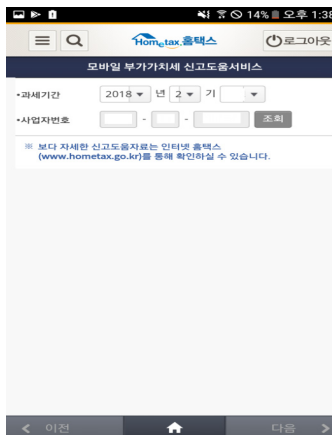 14% 오후 1:38
Hometax.홈택스 로그아웃
모바일 부가가치세 신고도움서비스
•과세기간 2018 년 2 기
•사업자번호 - - 조회
※ 보다 자세한 신고도움자료는 인터넷 홈택스
(www.hometax.go.kr)를 통해 확인하실 수 있습니다.
이전 다음